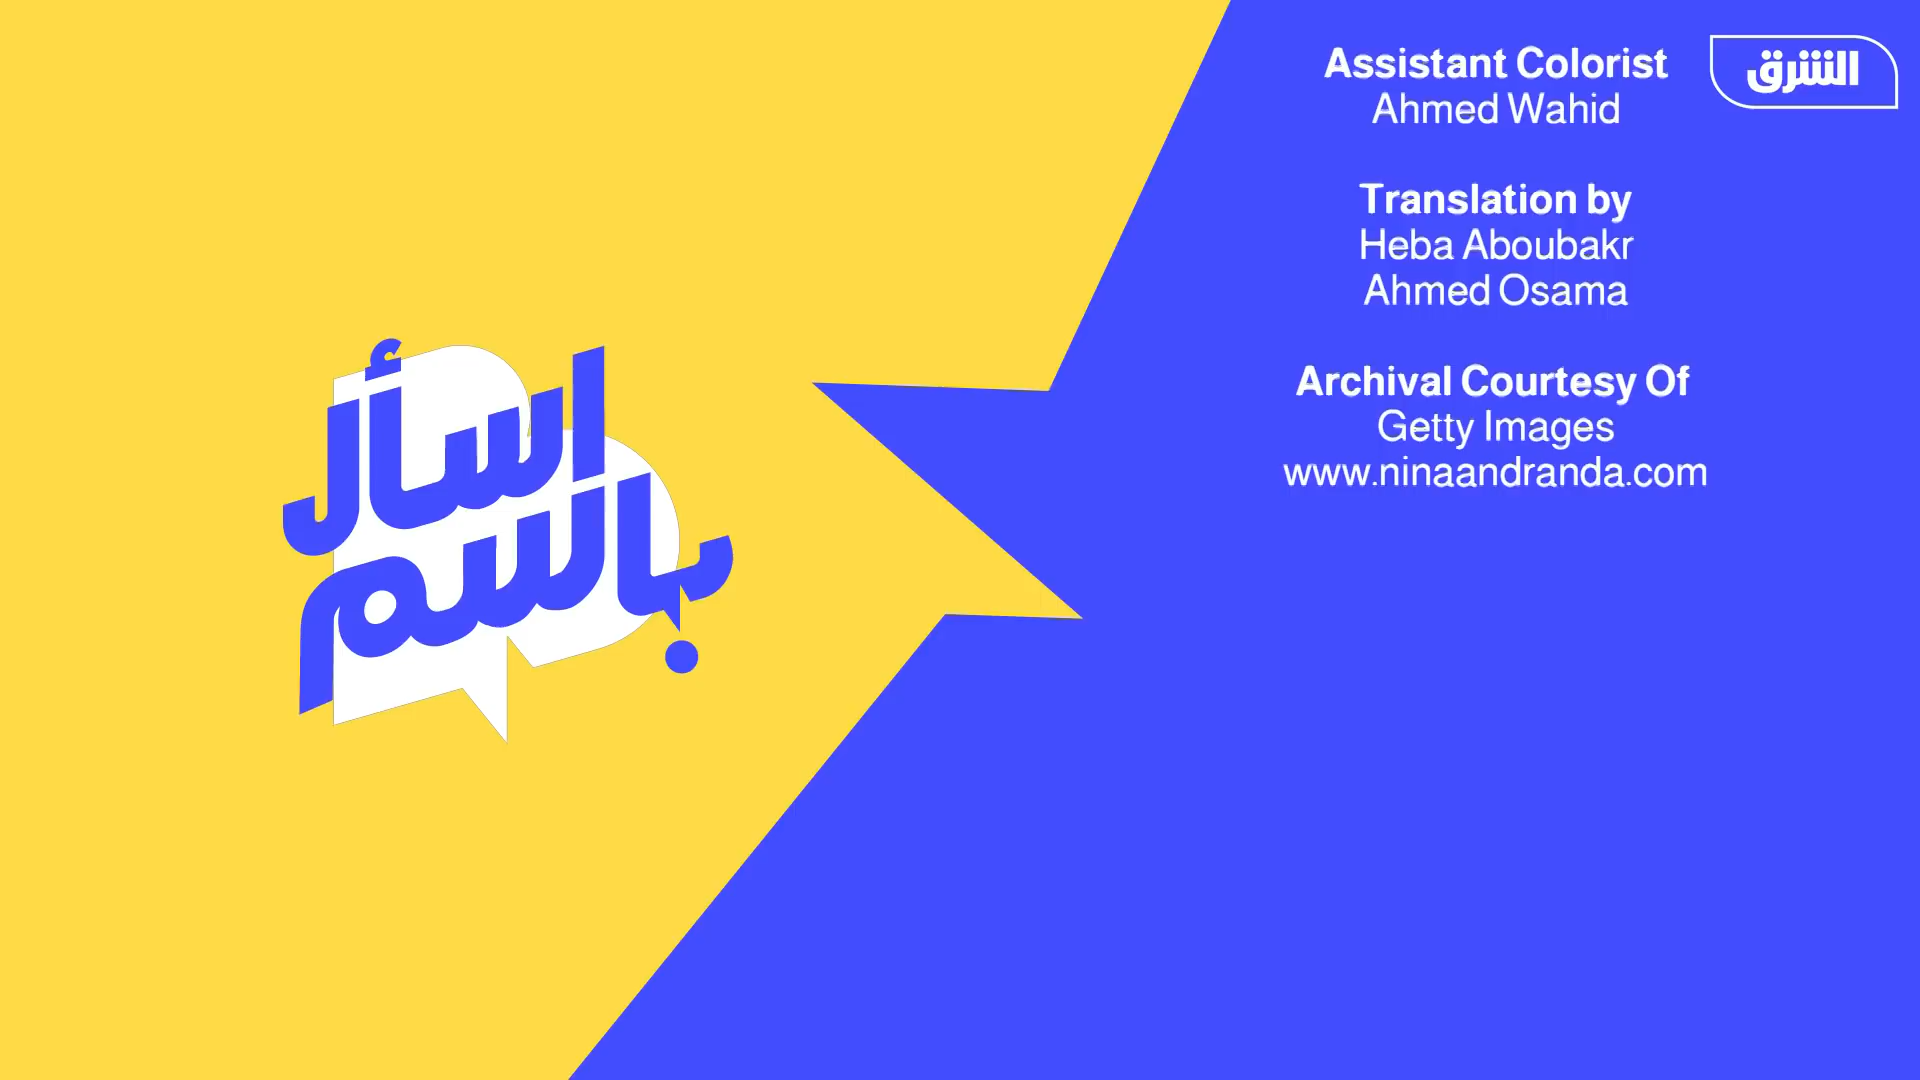 Assistant Colorist
Ahmed Wahid
Translation by
Heba Aboubakr
Ahmed Osama
Archival Courtesy Of
Getty Images
www.ninaandranda.com
الشرق
اسأل
باسم